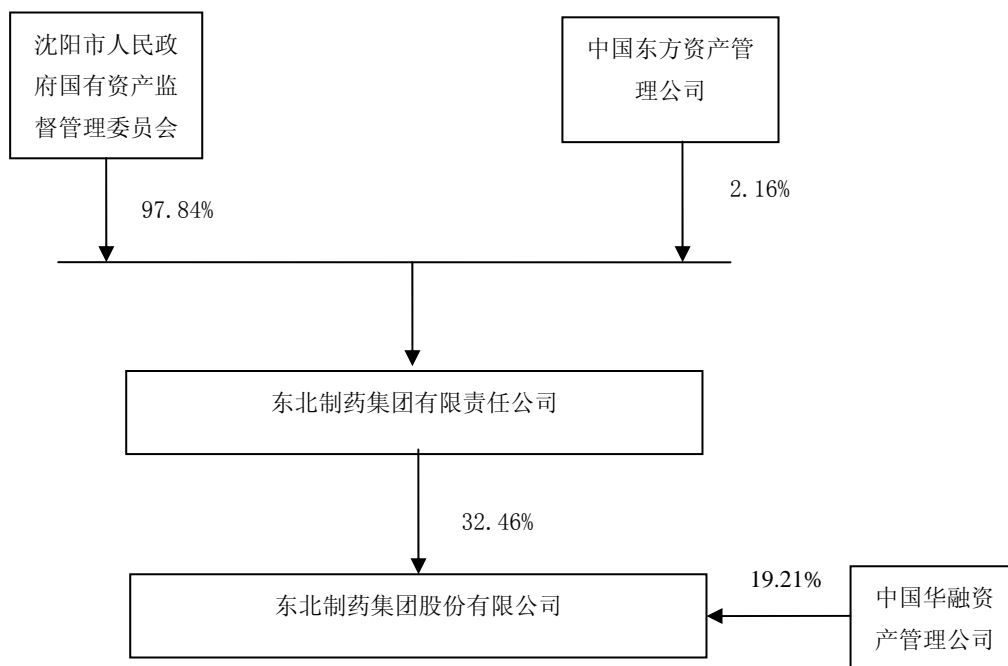 沈阳市人民政
府国有资产监
督管理委员会
中国东方资产管
理公司
97.84%
2.16%
东北制药集团有限责任公司
32.46%
东北制药集团股份有限公司
19.21%
中国华融资
产管理公司